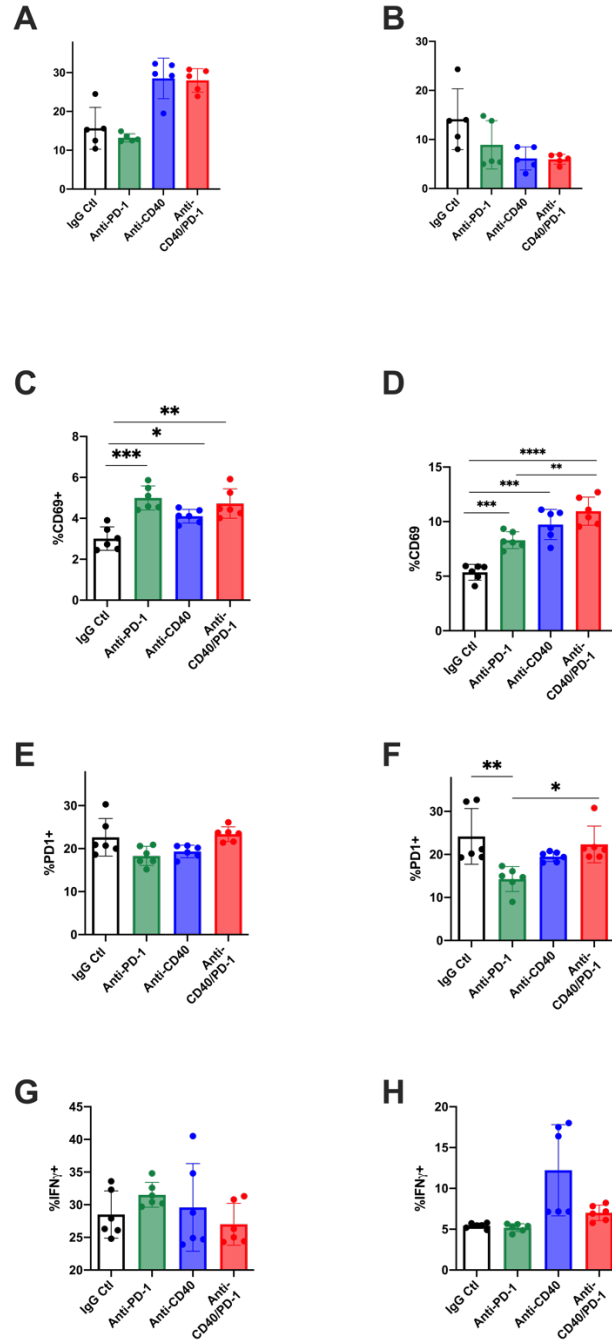 A
30
20
10
0
IgG Ctl
Anti-PD-1
Anti-CD40
Anti-
CD40/PD-1
B
30
20
10
0
IgG Ctl
Anti-PD-1
Anti-CD40
Anti-
CD40/PD-1
C
%CD69+
8
6
4
2
0
**
*
***
IgG Ctl
Anti-PD-1
Anti-CD40
Anti-
CD40/PD-1
D
%CD69
15
10
5
0
****
**
***
***
IgG Ctl
Anti-PD-1
Anti-CD40
Anti-
CD40/PD-1
E
%PD1+
30
20
10
0
IgG Ctl
Anti-PD-1
Anti-CD40
Anti-
CD40/PD-1
F
%PD1+
30
20
10
0
**
*
IgG Ctl
Anti-PD-1
Anti-CD40
Anti-
CD40/PD-1
G
%IFNγ+
45
40
35
30
25
20
IgG Ctl
Anti-PD-1
Anti-CD40
Anti-
CD40/PD-1
H
%IFNγ+
20
15
10
5
0
IgG Ctl
Anti-PD-1
Anti-CD40
Anti-
CD40/PD-1